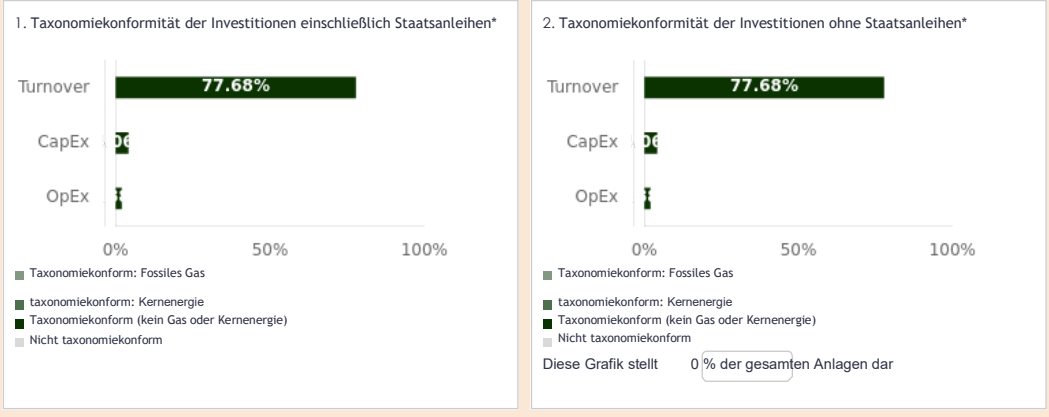 1. Taxonomiekonformität der Investitionen einschließlich Staatsanleihen*
Turnover
77.68%
CapEx
OpEx
0%
50%
100%
Taxonomiekonform: Fossiles Gas
taxonomiekonform: Kernenergie
Taxonomiekonform (kein Gas oder Kernenergie)
Nicht taxonomiekonform
2. Taxonomiekonformität der Investitionen ohne Staatsanleihen*
Turnover
77.68%
CapEx
OpEx
0%
50%
100%
Taxonomiekonform: Fossiles Gas
taxonomiekonform: Kernenergie
Taxonomiekonform (kein Gas oder Kernenergie)
Nicht taxonomiekonform
Diese Grafik stellt 0 % der gesamten Anlagen dar